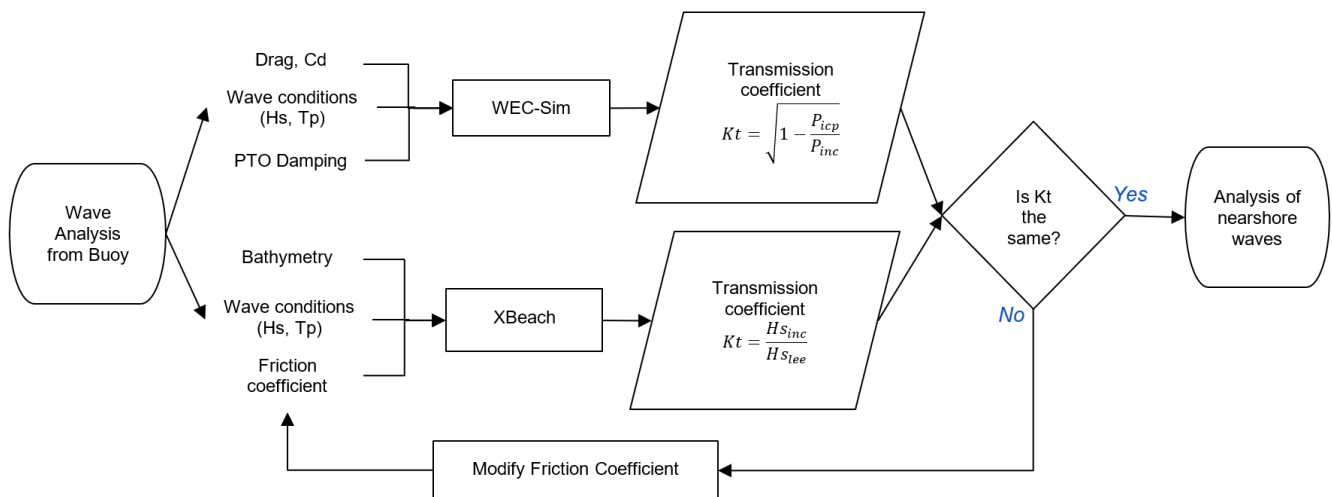 Wave
Analysis
from Buoy
Drag, Cd
Wave conditions
(Hs, Tp)
PTO Damping
WEC-Sim
Transmission
coefficient
Kt = √(1 − P_icp / P_inc)
Bathymetry
Wave conditions
(Hs, Tp)
Friction
coefficient
XBeach
Transmission
coefficient
Kt = Hs_inc / Hs_lee
Is Kt
the
same?
Yes
No
Analysis of
nearshore
waves
Modify Friction Coefficient